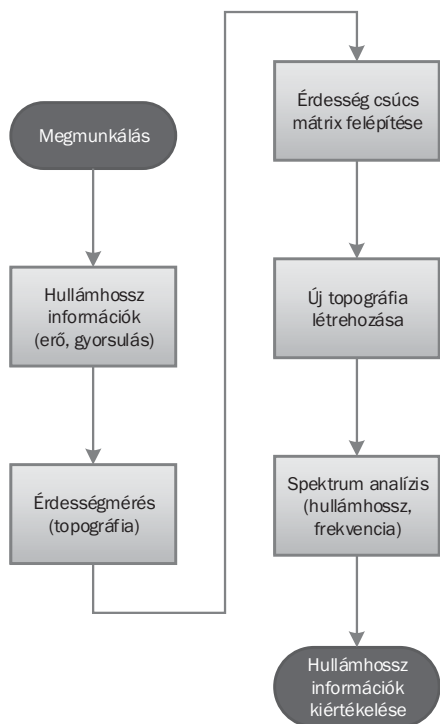 Megmunkálás
Hullámhossz
információk
(erő, gyorsulás)
Érdességmérés
(topográfia)
Érdesség csúcs
mátrix felépítése
Új topográfia
létrehozása
Spektrum analízis
(hullámhossz,
frekvencia)
Hullámhossz
információk
kiértékelése